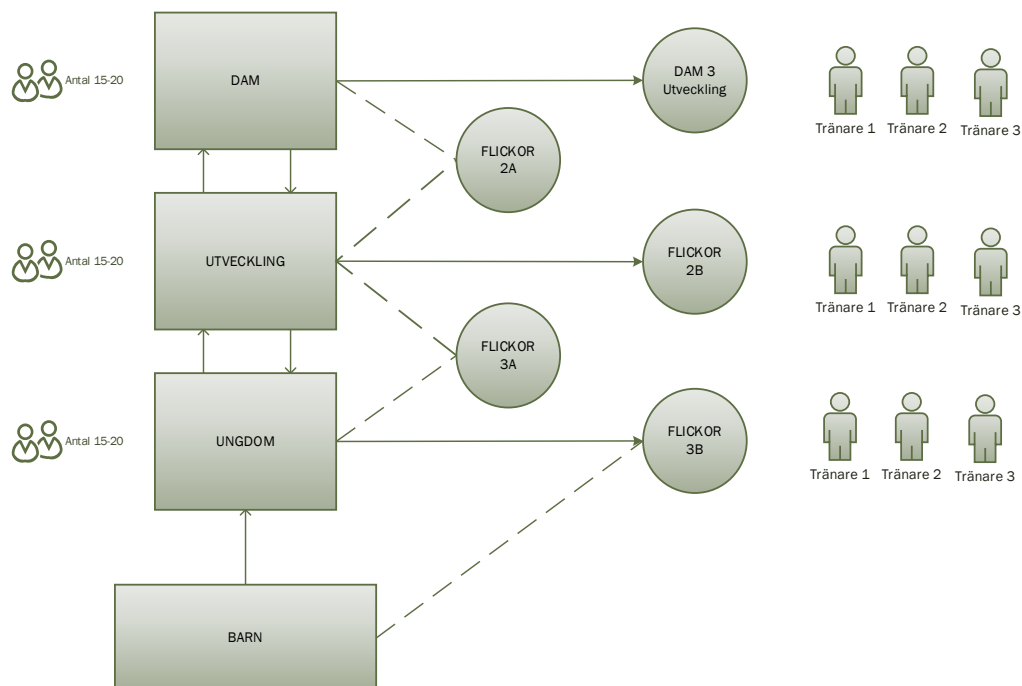 Antal 15-20
DAM
DAM 3
Utveckling
Tränare 1
Tränare 2
Tränare 3
FLICKOR
2A
Antal 15-20
UTVECKLING
FLICKOR
2B
Tränare 1
Tränare 2
Tränare 3
FLICKOR
3A
Antal 15-20
UNGDOM
FLICKOR
3B
Tränare 1
Tränare 2
Tränare 3
BARN